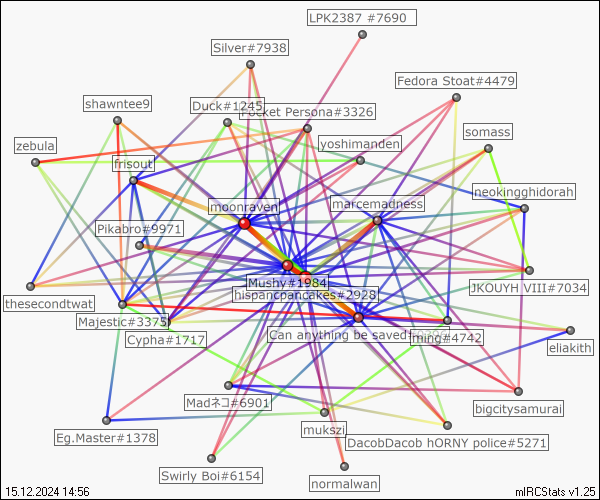 LPK2387 #7690
Silver#7938
Fedora Stoat#4479
shawntee9
Duck#1245
Pocket Persona#3326
somass
zebula
yoshimanden
frisout
neokingghidorah
moonraven
marcemadness
Pikabro#9971
Mushy#1984
JKOUYH VIII#7034
hispancpancakes#2928
thesecondtwat
Majestic#3375
Can anything be saved
ming#4742
Cypha#1717
eliakith
Madネコ#6901
bigcitysamurai
mukszi
Eg.Master#1378
DacobDacob hORNY police#5271
Swirly Boi#6154
normalwan
15.12.2024 14:56
mIRCStats v1.25